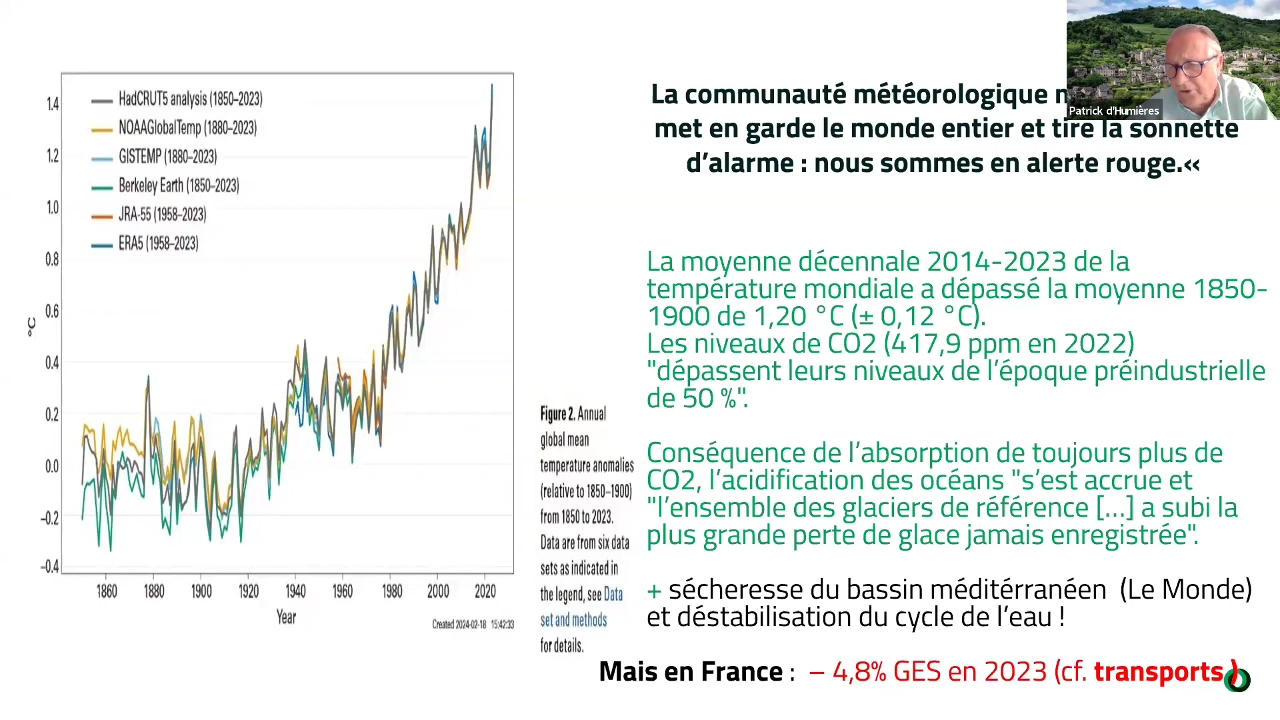 HadCRUT5 analysis (1850–2023)
NOAAGlobalTemp (1880–2023)
GISTEMP (1880–2023)
Berkeley Earth (1850–2023)
JRA-55 (1958–2023)
ERA5 (1958–2023)
1.4
1.2
1.0
0.8
0.6
0.4
0.2
0.0
–0.2
–0.4
°C
1860 1880 1900 1920 1940 1960 1980 2000 2020
Year
Created 2024-02-18 15:42:33
Figure 2. Annual
global mean
temperature anomalies
(relative to 1850–1900)
from 1850 to 2023.
Data are from six data
sets as indicated in
the legend, see Data
set and methods
for details.
Patrick d'Humières
La communauté météorologique
met en garde le monde entier et tire la sonnette
d’alarme : nous sommes en alerte rouge.«
La moyenne décennale 2014-2023 de la
température mondiale a dépassé la moyenne 1850-
1900 de 1,20 °C (± 0,12 °C).
Les niveaux de CO2 (417,9 ppm en 2022)
"dépassent leurs niveaux de l’époque préindustrielle
de 50 %".
Conséquence de l’absorption de toujours plus de
CO2, l’acidification des océans "s’est accrue et
"l’ensemble des glaciers de référence [...] a subi la
plus grande perte de glace jamais enregistrée".
+ sécheresse du bassin méditérranéen (Le Monde)
et déstabilisation du cycle de l’eau !
Mais en France : – 4,8% GES en 2023 (cf. transports )